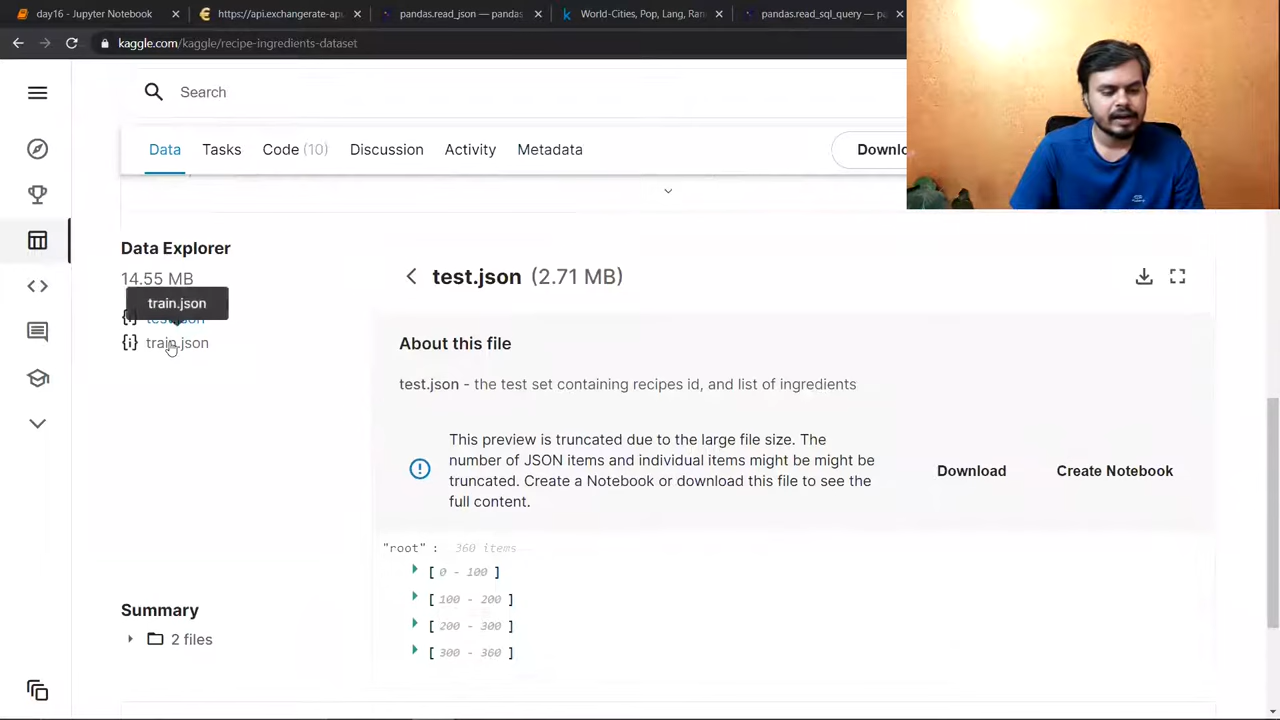 day16 - Jupyter Notebook
https://api.exchangerate-ap
pandas.read_json — pandas
World-Cities, Pop, Lang, Ran
pandas.read_sql_query — pa
kaggle.com/kaggle/recipe-ingredients-dataset
Search
Data
Tasks
Code (10)
Discussion
Activity
Metadata
Downlo
Data Explorer
14.55 MB
train.json
test.json
train.json
Summary
2 files
test.json (2.71 MB)
About this file
test.json - the test set containing recipes id, and list of ingredients
This preview is truncated due to the large file size. The
number of JSON items and individual items might be might be
truncated. Create a Notebook or download this file to see the
full content.
Download
Create Notebook
"root" : 360 items
[ 0 - 100 ]
[ 100 - 200 ]
[ 200 - 300 ]
[ 300 - 360 ]